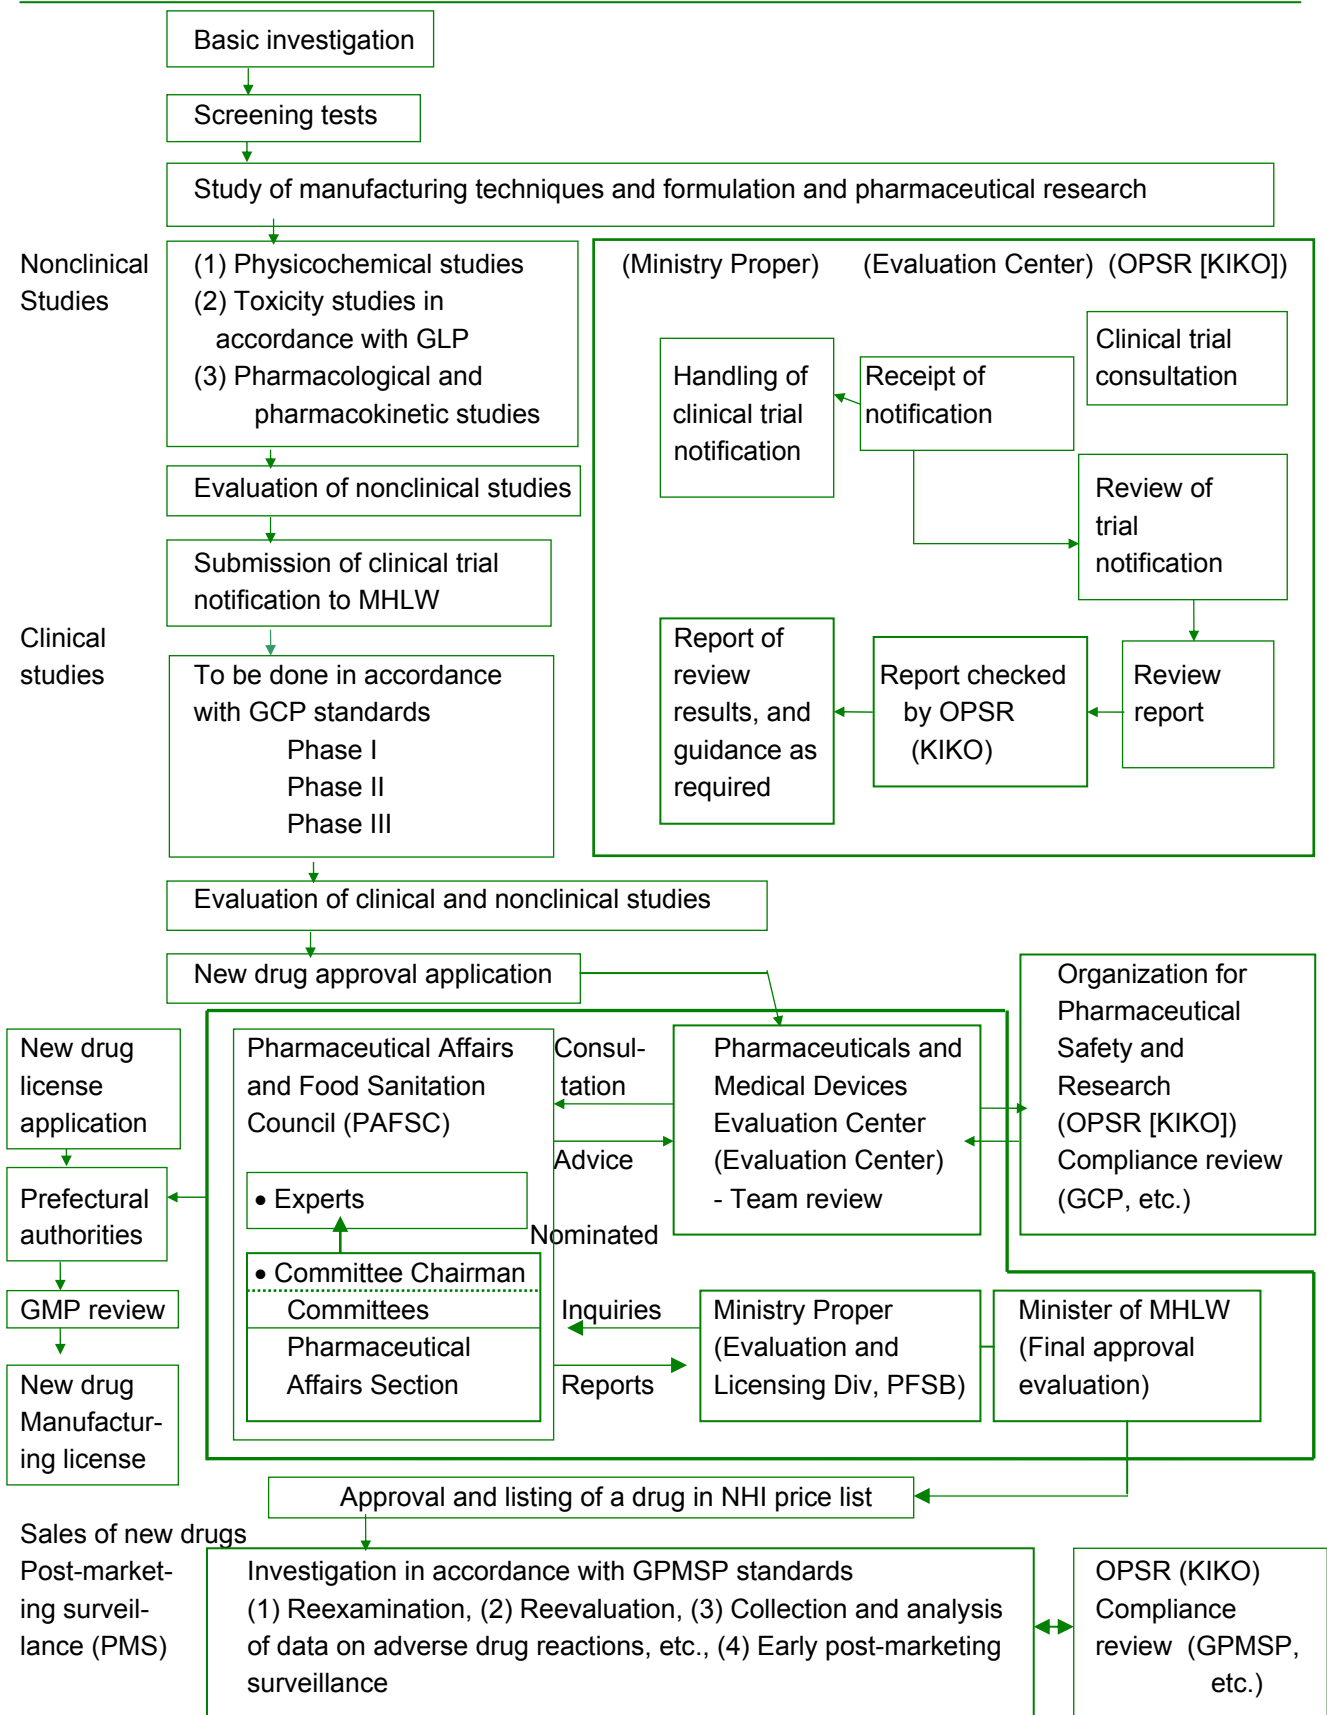 Basic investigation
Screening tests
Study of manufacturing techniques and formulation and pharmaceutical research
Nonclinical
Studies
(1) Physicochemical studies
(2) Toxicity studies in
accordance with GLP
(3) Pharmacological and
pharmacokinetic studies
(Ministry Proper)
(Evaluation Center)
(OPSR [KIKO])
Clinical trial
consultation
Handling of
clinical trial
notification
Receipt of
notification
Review of
trial
notification
Evaluation of nonclinical studies
Submission of clinical trial
notification to MHLW
Clinical
studies
To be done in accordance
with GCP standards
Phase I
Phase II
Phase III
Report of
review
results, and
guidance as
required
Report checked
by OPSR
(KIKO)
Review
report
Evaluation of clinical and nonclinical studies
New drug approval application
Organization for
Pharmaceutical
Safety and
Research
(OPSR [KIKO])
Compliance review
(GCP, etc.)
New drug
license
application
Pharmaceutical Affairs
and Food Sanitation
Council (PAFSC)
Consul-
tation
Advice
Pharmaceuticals and
Medical Devices
Evaluation Center
(Evaluation Center)
- Team review
Prefectural
authorities
• Experts
Nominated
• Committee Chairman
Committees
Pharmaceutical
Affairs Section
GMP review
Inquiries
Reports
Ministry Proper
(Evaluation and
Licensing Div, PFSB)
Minister of MHLW
(Final approval
evaluation)
New drug
Manufactur-
ing license
Approval and listing of a drug in NHI price list
Sales of new drugs
Post-market-
ing surveil-
lance (PMS)
Investigation in accordance with GPMSP standards
(1) Reexamination, (2) Reevaluation, (3) Collection and analysis
of data on adverse drug reactions, etc., (4) Early post-marketing
surveillance
OPSR (KIKO)
Compliance
review (GPMSP,
etc.)